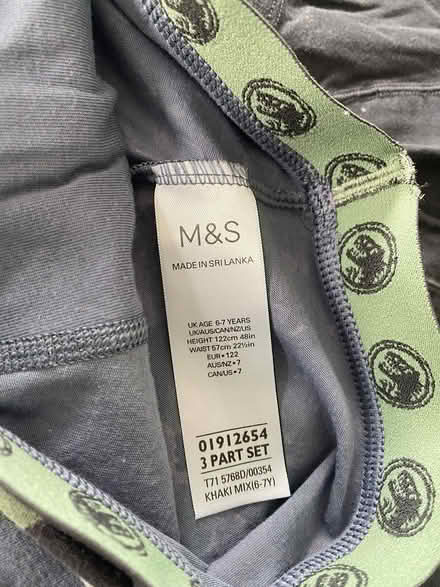 M&S
MADE IN SRI LANKA
UK AGE 6-7 YEARS
UK/AUS/CAN/NZ/US
HEIGHT 122cm 48in
WAIST 57cm 22½in
EUR•122
AUS/NZ•7
CAN/US•7
01912654
3 PART SET
T71 5768D/00354
KHAKI MIX(6-7Y)